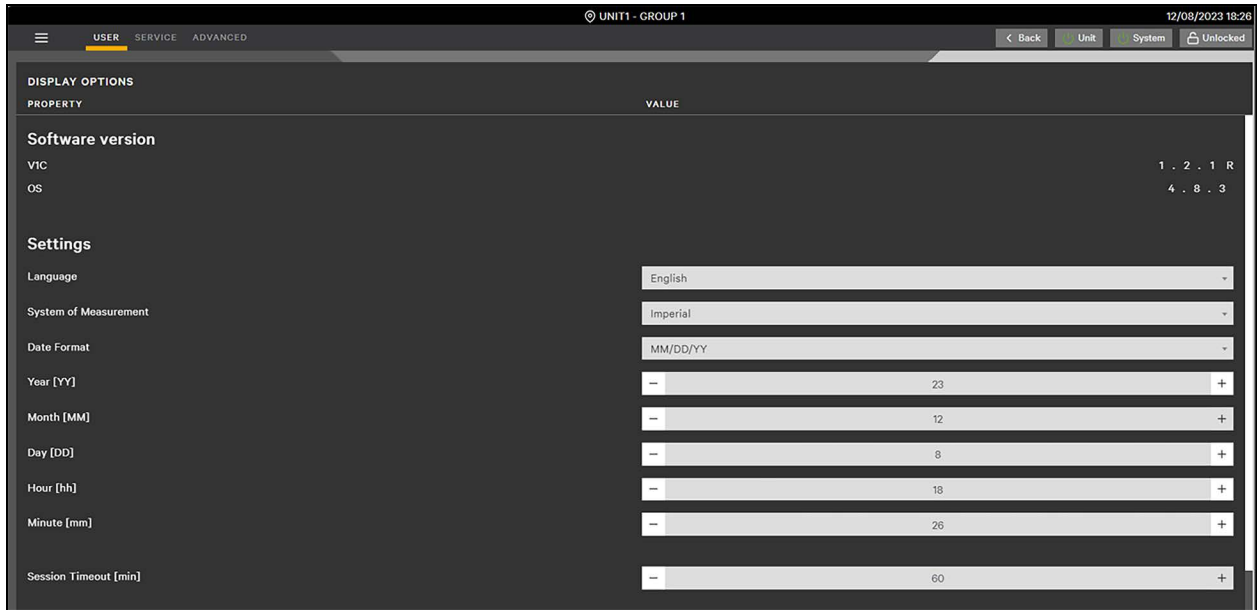 UNIT1 - GROUP 1 12/08/2023 18:26
USER SERVICE ADVANCED Back Unit System Unlocked
DISPLAY OPTIONS
PROPERTY VALUE
Software version
V1C 1 . 2 . 1 R
OS 4 . 8 . 3
Settings
Language English
System of Measurement Imperial
Date Format MM/DD/YY
Year [YY] − 23 +
Month [MM] − 12 +
Day [DD] − 8 +
Hour [hh] − 18 +
Minute [mm] − 26 +
Session Timeout [min] − 60 +